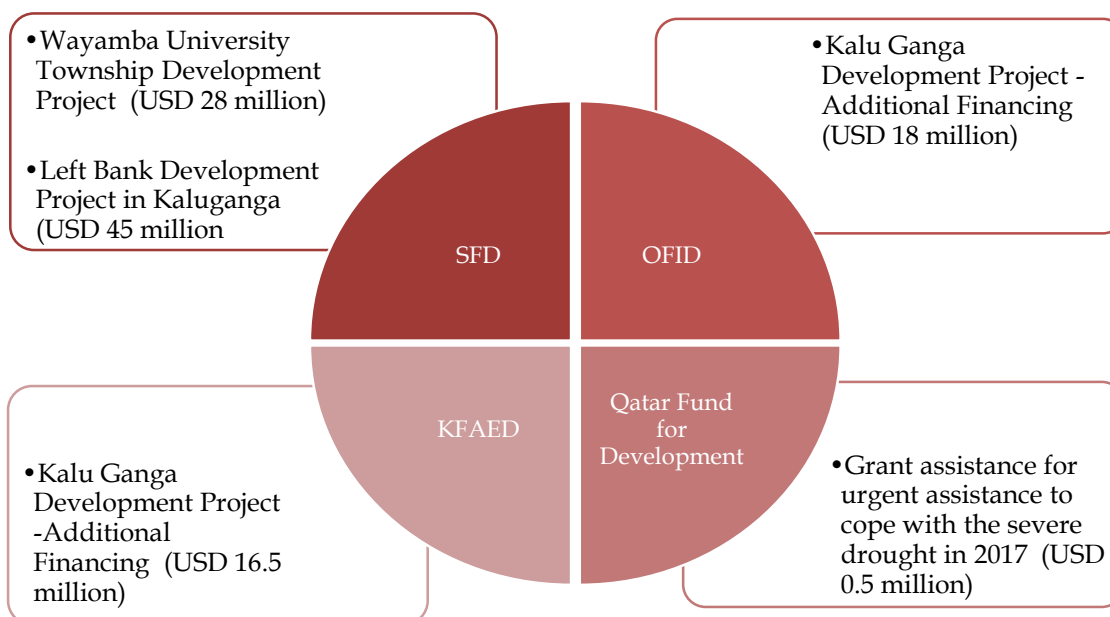 •Wayamba University
Township Development
Project (USD 28 million)
•Left Bank Development
Project in Kaluganga
(USD 45 million
•Kalu Ganga
Development Project -
Additional Financing
(USD 18 million)
SFD
OFID
KFAED
Qatar Fund
for
Development
•Kalu Ganga
Development Project
-Additional
Financing (USD 16.5
million)
•Grant assistance for
urgent assistance to
cope with the severe
drought in 2017 (USD
0.5 million)